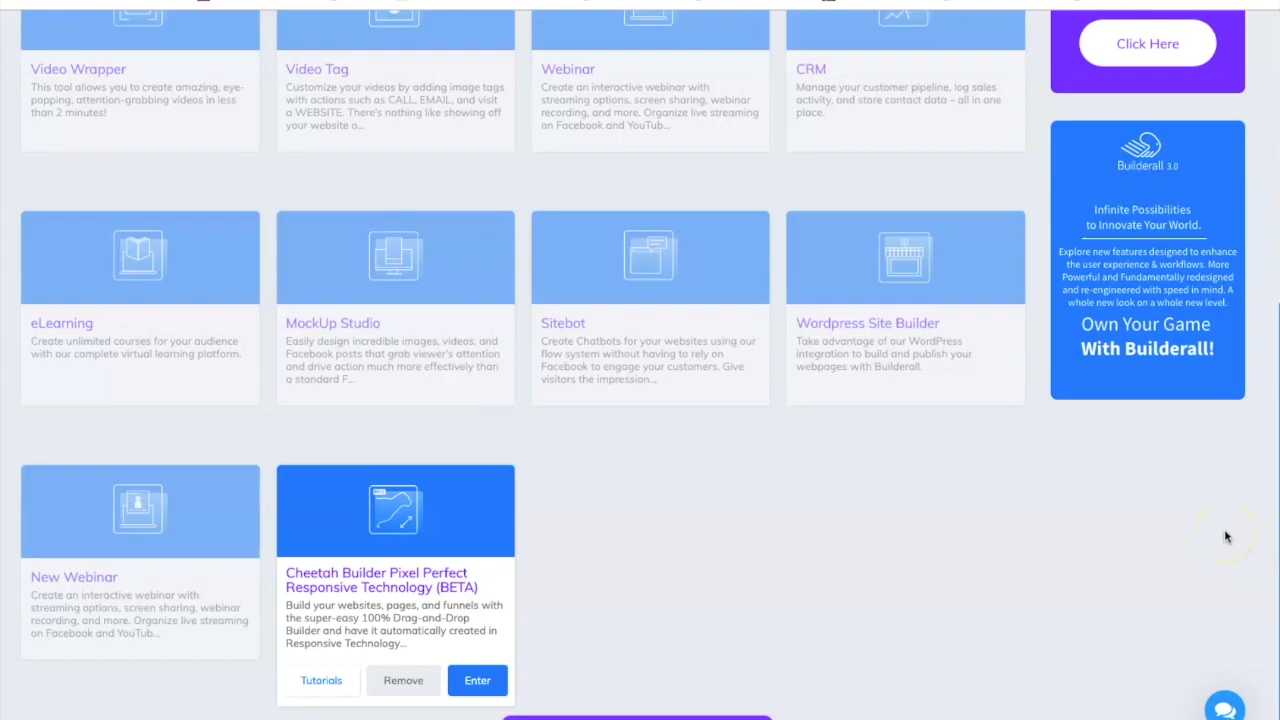 Video Wrapper
This tool allows you to create amazing, eye-
popping, attention-grabbing videos in less
than 2 minutes!
Video Tag
Customize your videos by adding image tags
with actions such as CALL, EMAIL, and visit
a WEBSITE. There's nothing like showing off
your website o...
Webinar
Create an interactive webinar with
streaming options, screen sharing, webinar
recording, and more. Organize live streaming
on Facebook and YouTub...
CRM
Manage your customer pipeline, log sales
activity, and store contact data – all in one
place.
Click Here
Builderall 3.0
Infinite Possibilities
to Innovate Your World.
Explore new features designed to enhance
the user experience & workflows. More
Powerful and Fundamentally redesigned
and re-engineered with speed in mind. A
whole new look on a whole new level.
Own Your Game
With Builderall!
eLearning
Create unlimited courses for your audience
with our complete virtual learning platform.
MockUp Studio
Easily design incredible images, videos, and
Facebook posts that grab viewer's attention
and drive action much more effectively than
a standard F...
Sitebot
Create Chatbots for your websites using our
flow system without having to rely on
Facebook to engage your customers. Give
visitors the impression...
Wordpress Site Builder
Take advantage of our WordPress
integration to build and publish your
webpages with Builderall.
New Webinar
Create an interactive webinar with
streaming options, screen sharing, webinar
recording, and more. Organize live streaming
on Facebook and YouTub...
BETA
Cheetah Builder Pixel Perfect
Responsive Technology (BETA)
Build your websites, pages, and funnels with
the super-easy 100% Drag-and-Drop
Builder and have it automatically created in
Responsive Technology...
Tutorials
Remove
Enter